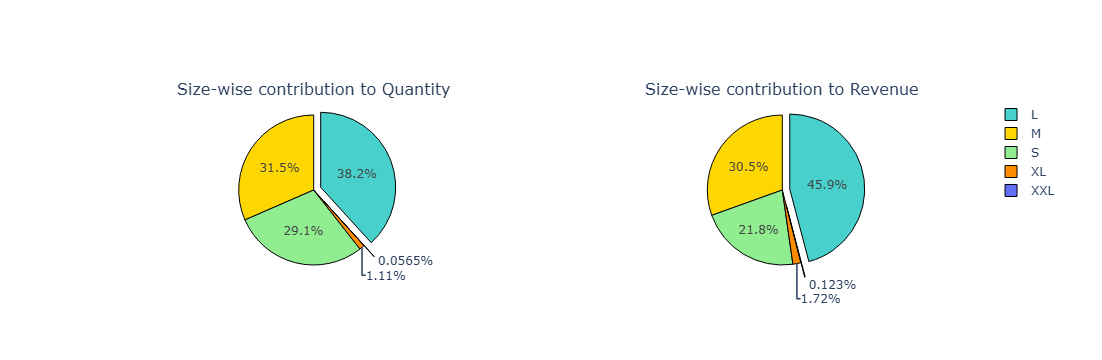 Size-wise contribution to Quantity
31.5%
38.2%
29.1%
0.0565%
1.11%
Size-wise contribution to Revenue
30.5%
45.9%
21.8%
0.123%
1.72%
L
M
S
XL
XXL